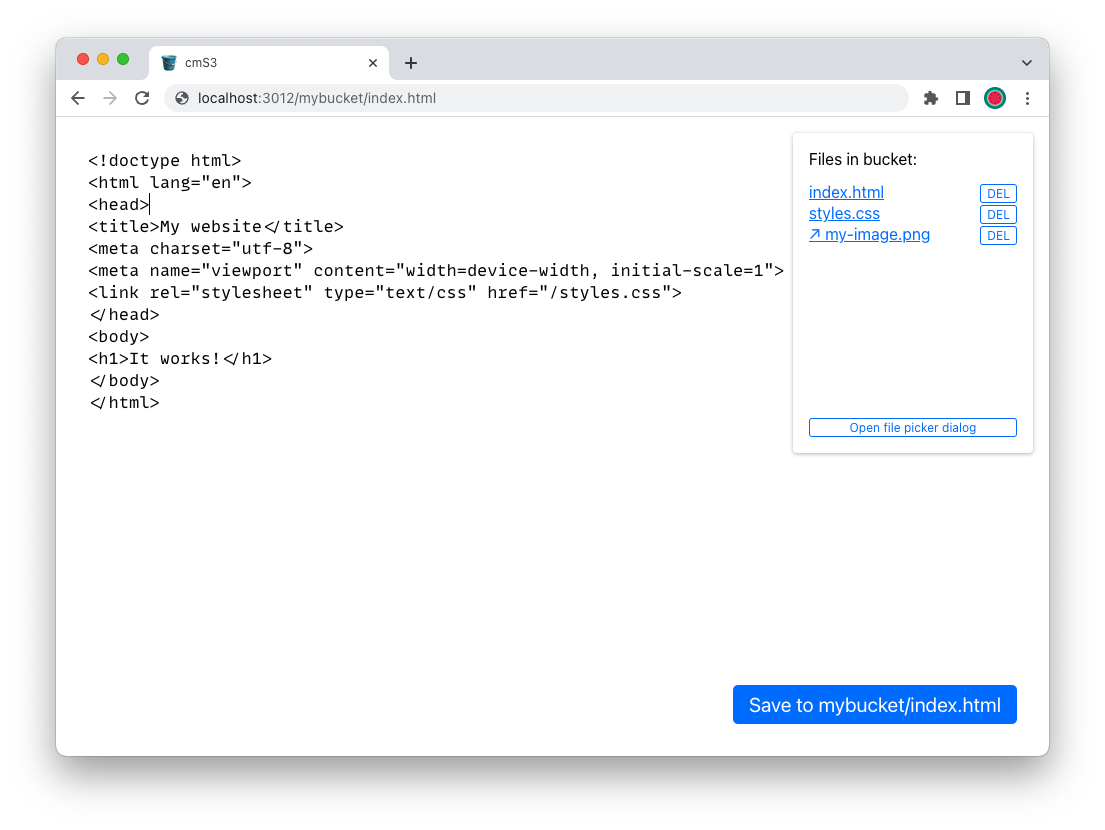 cmS3
localhost:3012/mybucket/index.html
<!doctype html>
<html lang="en">
<head>
<title>My website</title>
<meta charset="utf-8">
<meta name="viewport" content="width=device-width, initial-scale=1">
<link rel="stylesheet" type="text/css" href="/styles.css">
</head>
<body>
<h1>It works!</h1>
</body>
</html>
Files in bucket:
index.html DEL
styles.css DEL
↗ my-image.png DEL
Open file picker dialog
Save to mybucket/index.html